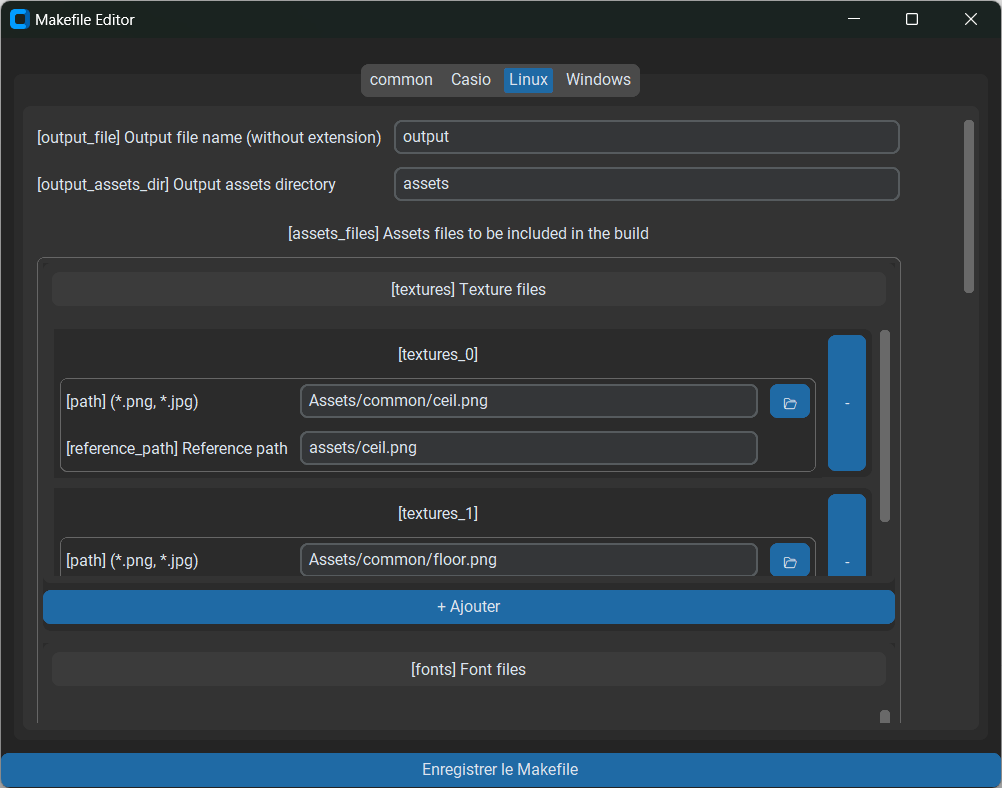 Makefile Editor
common Casio Linux Windows
[output_file] Output file name (without extension) output
[output_assets_dir] Output assets directory assets
[assets_files] Assets files to be included in the build
[textures] Texture files
[textures_0]
[path] (*.png, *.jpg) Assets/common/ceil.png
-
[reference_path] Reference path assets/ceil.png
[textures_1]
[path] (*.png, *.jpg) Assets/common/floor.png
-
+ Ajouter
[fonts] Font files
Enregistrer le Makefile